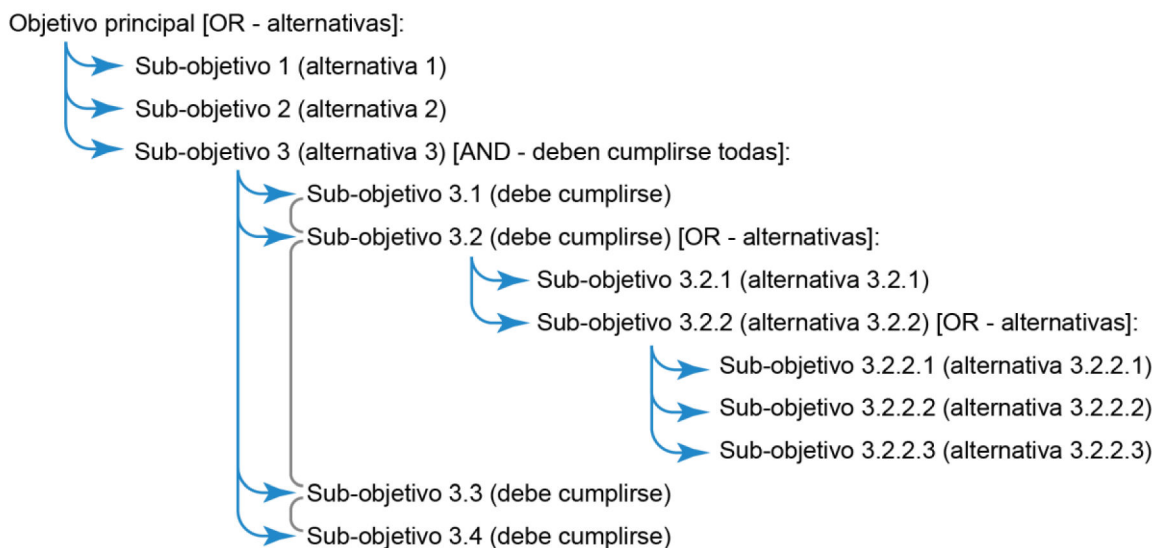 Objetivo principal [OR - alternativas]:
Sub-objetivo 1 (alternativa 1)
Sub-objetivo 2 (alternativa 2)
Sub-objetivo 3 (alternativa 3) [AND - deben cumplirse todas]:
Sub-objetivo 3.1 (debe cumplirse)
Sub-objetivo 3.2 (debe cumplirse) [OR - alternativas]:
Sub-objetivo 3.2.1 (alternativa 3.2.1)
Sub-objetivo 3.2.2 (alternativa 3.2.2) [OR - alternativas]:
Sub-objetivo 3.2.2.1 (alternativa 3.2.2.1)
Sub-objetivo 3.2.2.2 (alternativa 3.2.2.2)
Sub-objetivo 3.2.2.3 (alternativa 3.2.2.3)
Sub-objetivo 3.3 (debe cumplirse)
Sub-objetivo 3.4 (debe cumplirse)